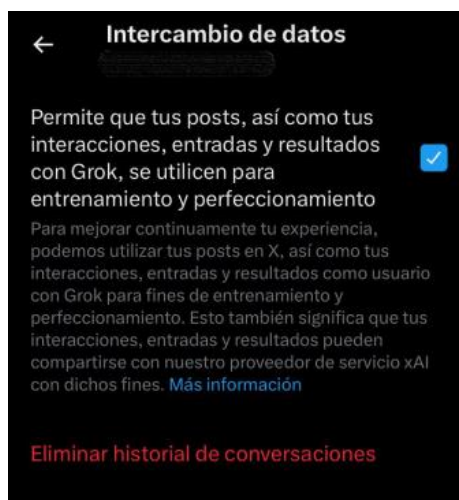 Intercambio de datos
Permite que tus posts, así como tus
interacciones, entradas y resultados
con Grok, se utilicen para
entrenamiento y perfeccionamiento
Para mejorar continuamente tu experiencia,
podemos utilizar tus posts en X, así como tus
interacciones, entradas y resultados como usuario
con Grok para fines de entrenamiento y
perfeccionamiento. Esto también significa que tus
interacciones, entradas y resultados pueden
compartirse con nuestro proveedor de servicio xAI
con dichos fines. Más información
Eliminar historial de conversaciones